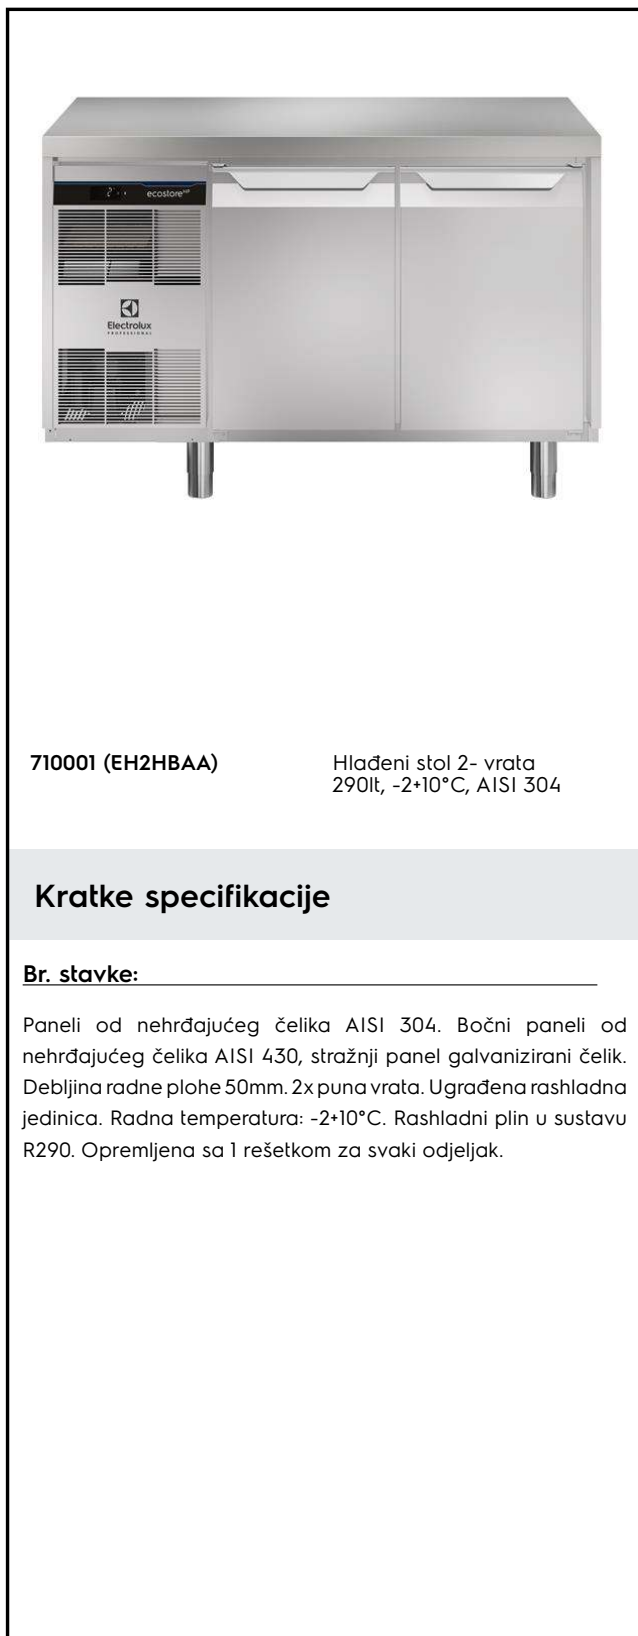 ecostore
Electrolux
PROFESSIONAL
710001 (EH2HBAA)
Hlađeni stol 2- vrata
290lt, -2+10°C, AISI 304
Kratke specifikacije
Br. stavke:
Paneli od nehrđajućeg čelika AISI 304. Bočni paneli od
nehrđajućeg čelika AISI 430, stražnji panel galvanizirani čelik.
Debljina radne plohe 50mm. 2x puna vrata. Ugrađena rashladna
jedinica. Radna temperatura: -2+10°C. Rashladni plin u sustavu
R290. Opremljena sa 1 rešetkom za svaki odjeljak.